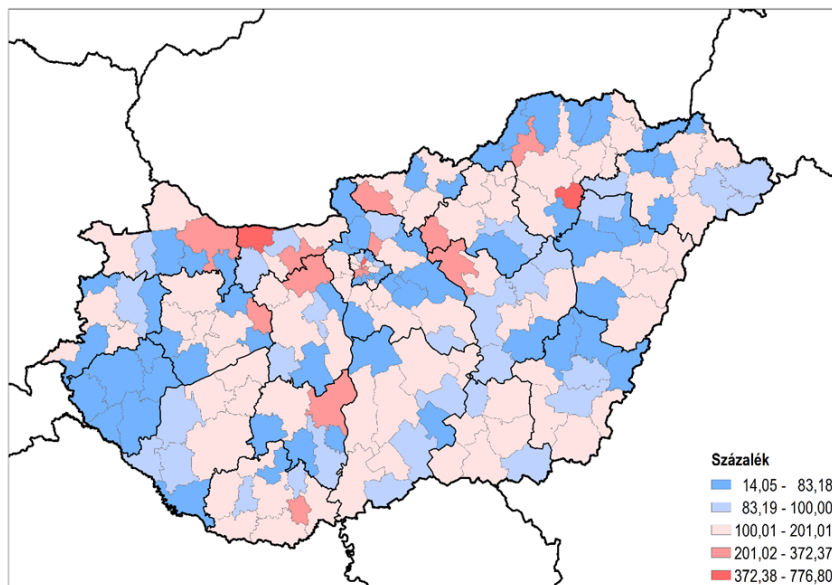 Százalék
14,05 - 83,18
83,19 - 100,00
100,01 - 201,01
201,02 - 372,37
372,38 - 776,80